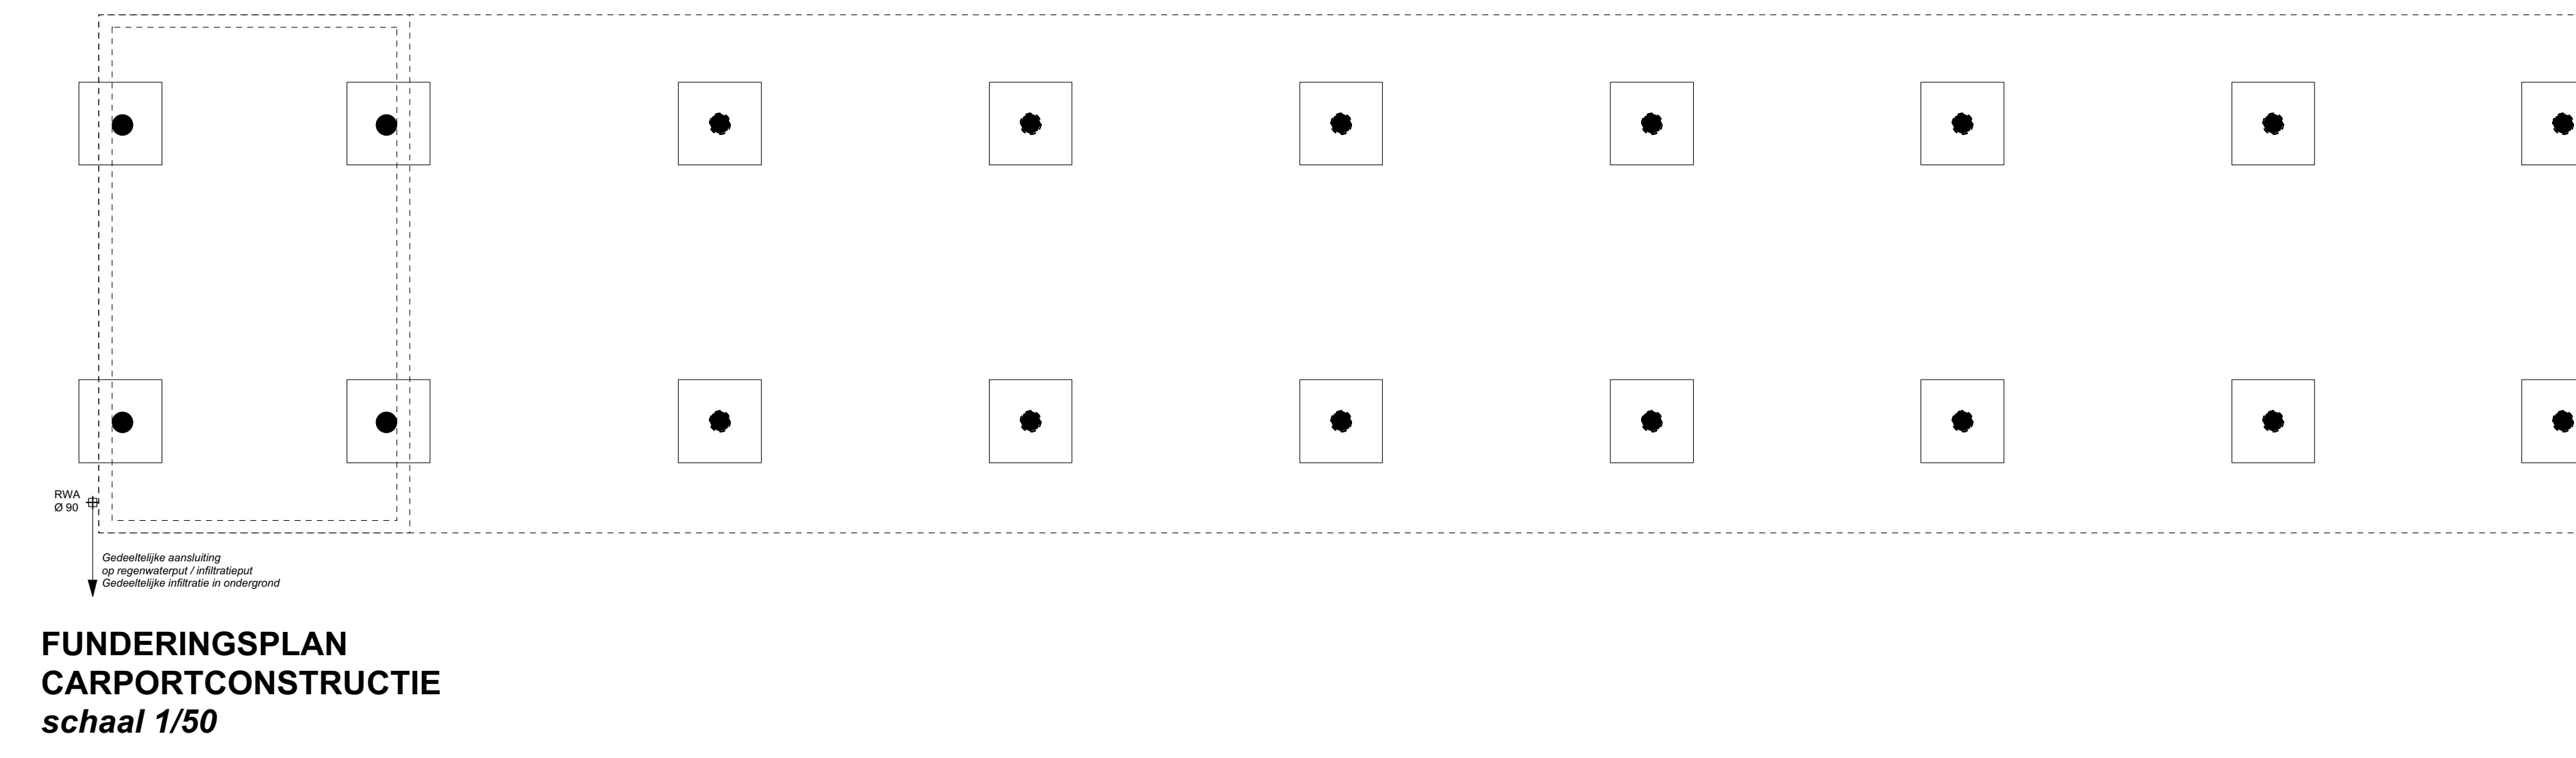 RWA
Ø 90
Gedeeltelijke aansluiting
op regenwaterput / infiltratieput
Gedeeltelijke infiltratie in ondergrond
FUNDERINGSPLAN
CARPORTCONSTRUCTIE
schaal 1/50